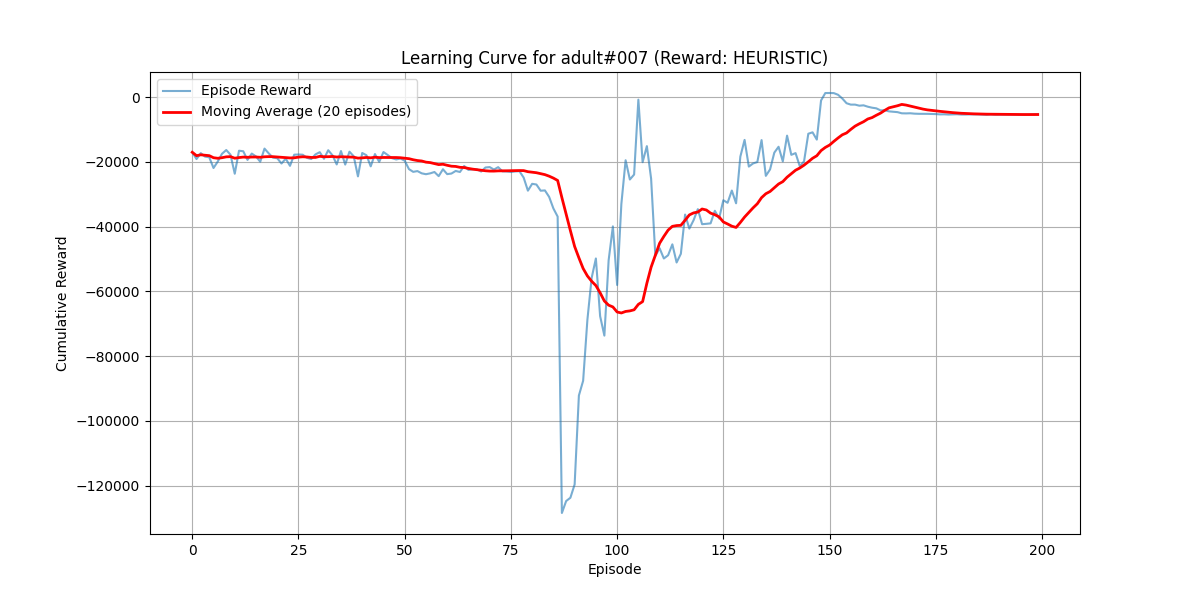 Learning Curve for adult#007 (Reward: HEURISTIC)
Episode Reward
Moving Average (20 episodes)
Cumulative Reward
0
−20000
−40000
−60000
−80000
−100000
−120000
0 25 50 75 100 125 150 175 200
Episode